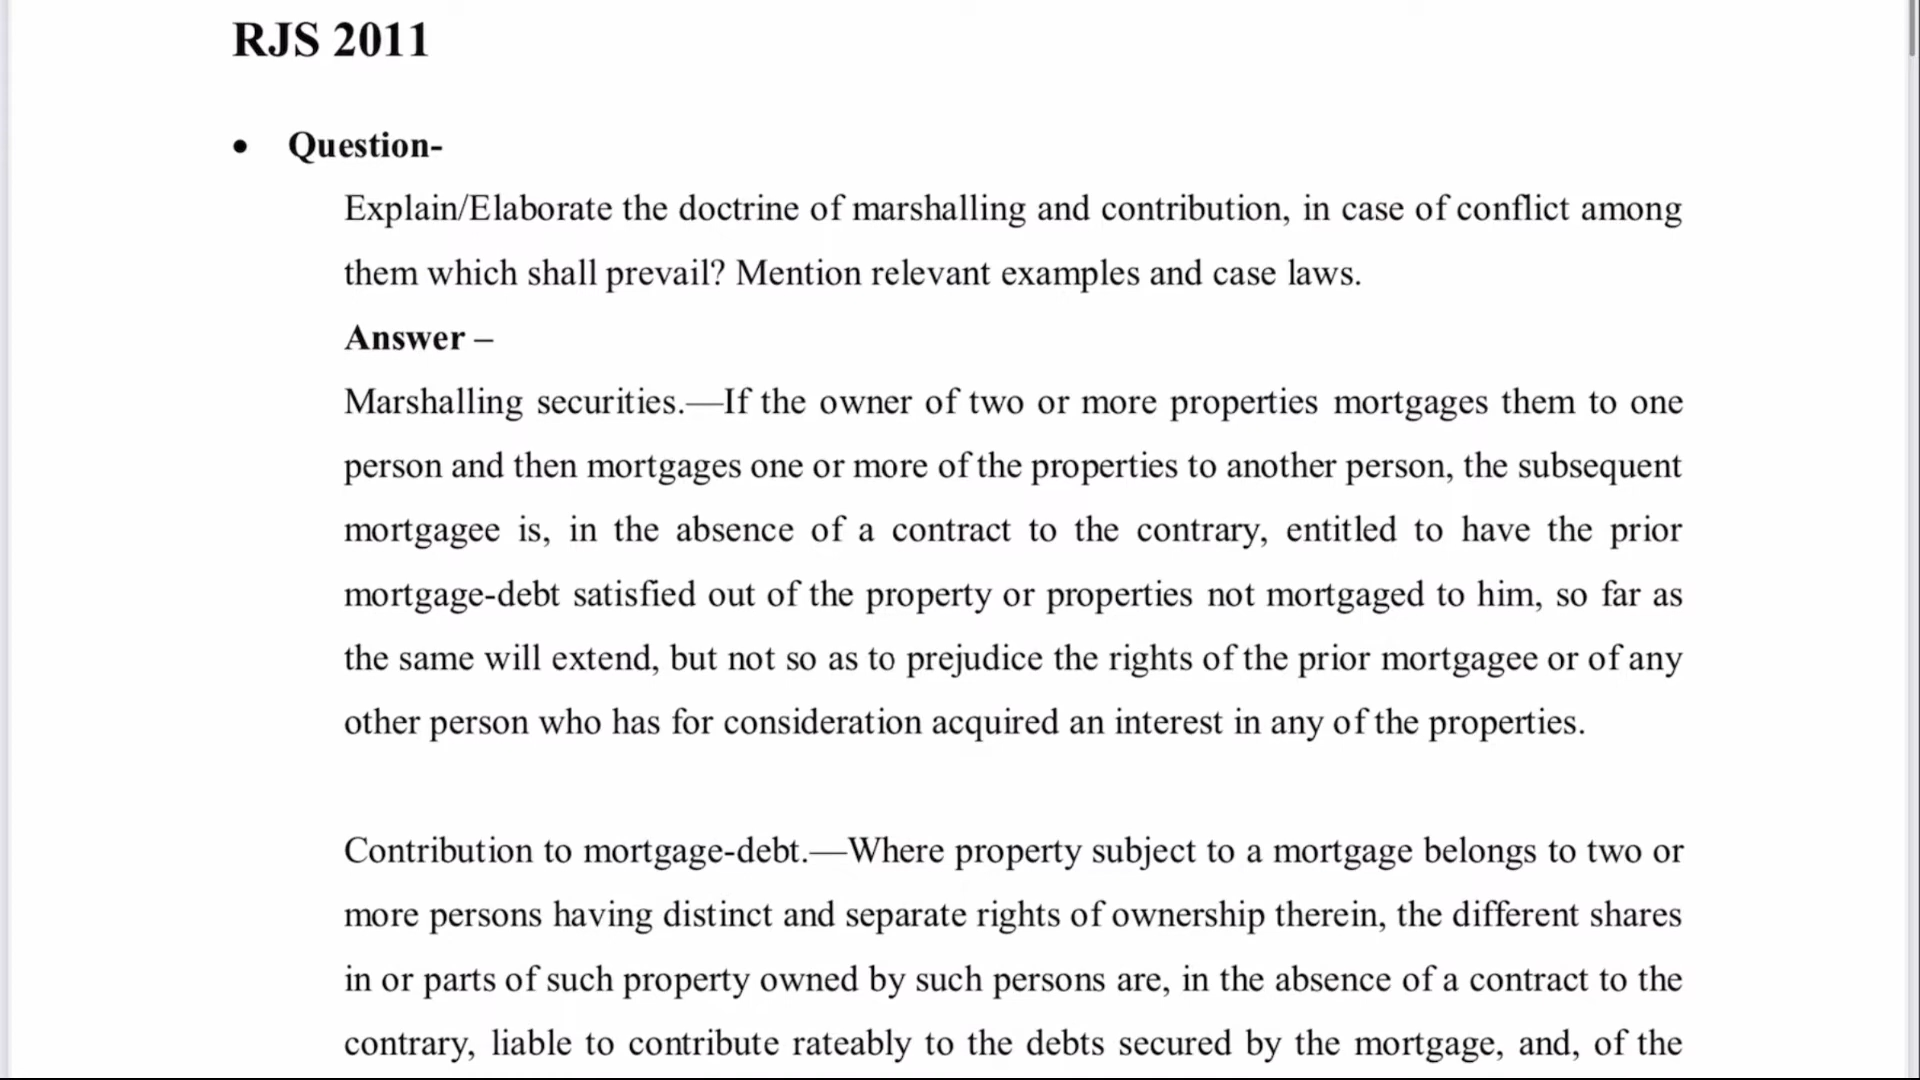 RJS 2011
• Question-
Explain/Elaborate the doctrine of marshalling and contribution, in case of conflict among
them which shall prevail? Mention relevant examples and case laws.
Answer –
Marshalling securities.—If the owner of two or more properties mortgages them to one
person and then mortgages one or more of the properties to another person, the subsequent
mortgagee is, in the absence of a contract to the contrary, entitled to have the prior
mortgage-debt satisfied out of the property or properties not mortgaged to him, so far as
the same will extend, but not so as to prejudice the rights of the prior mortgagee or of any
other person who has for consideration acquired an interest in any of the properties.
Contribution to mortgage-debt.—Where property subject to a mortgage belongs to two or
more persons having distinct and separate rights of ownership therein, the different shares
in or parts of such property owned by such persons are, in the absence of a contract to the
contrary, liable to contribute rateably to the debts secured by the mortgage, and, of the